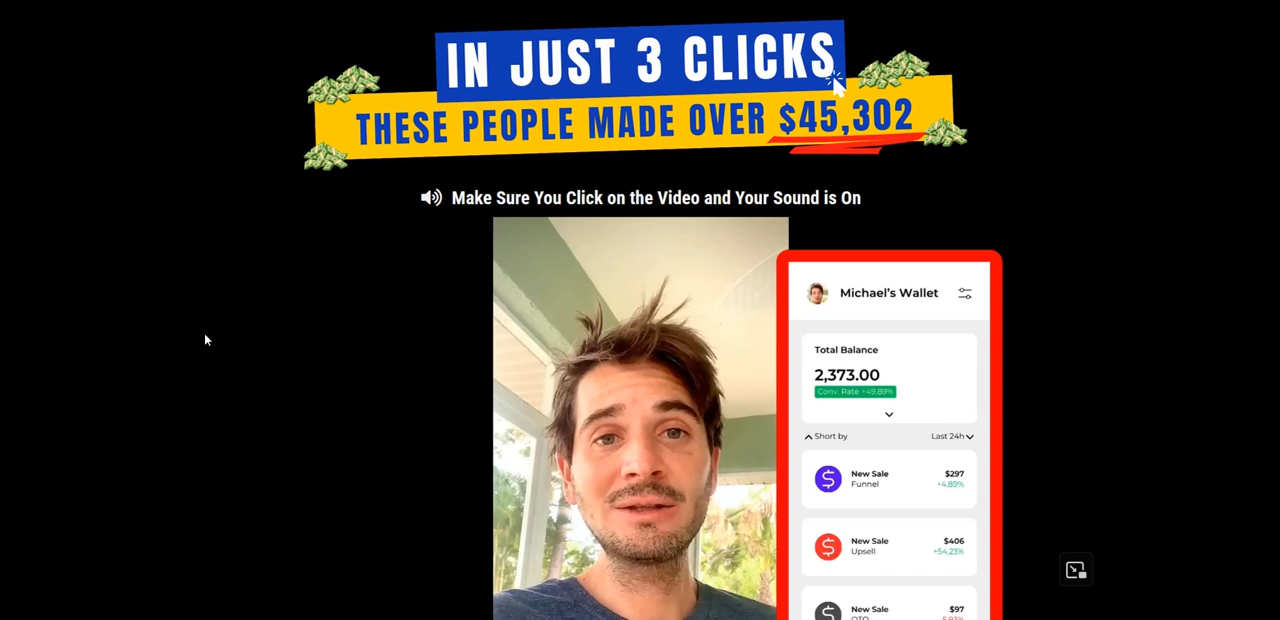 IN JUST 3 CLICKS
THESE PEOPLE MADE OVER $45,302
Make Sure You Click on the Video and Your Sound is On
Michael's Wallet
Total Balance
2,373.00
Conv. Rate +49,89%
Short by Last 24h
New Sale $297
Funnel +4,89%
New Sale $406
Upsell +54,23%
New Sale $97